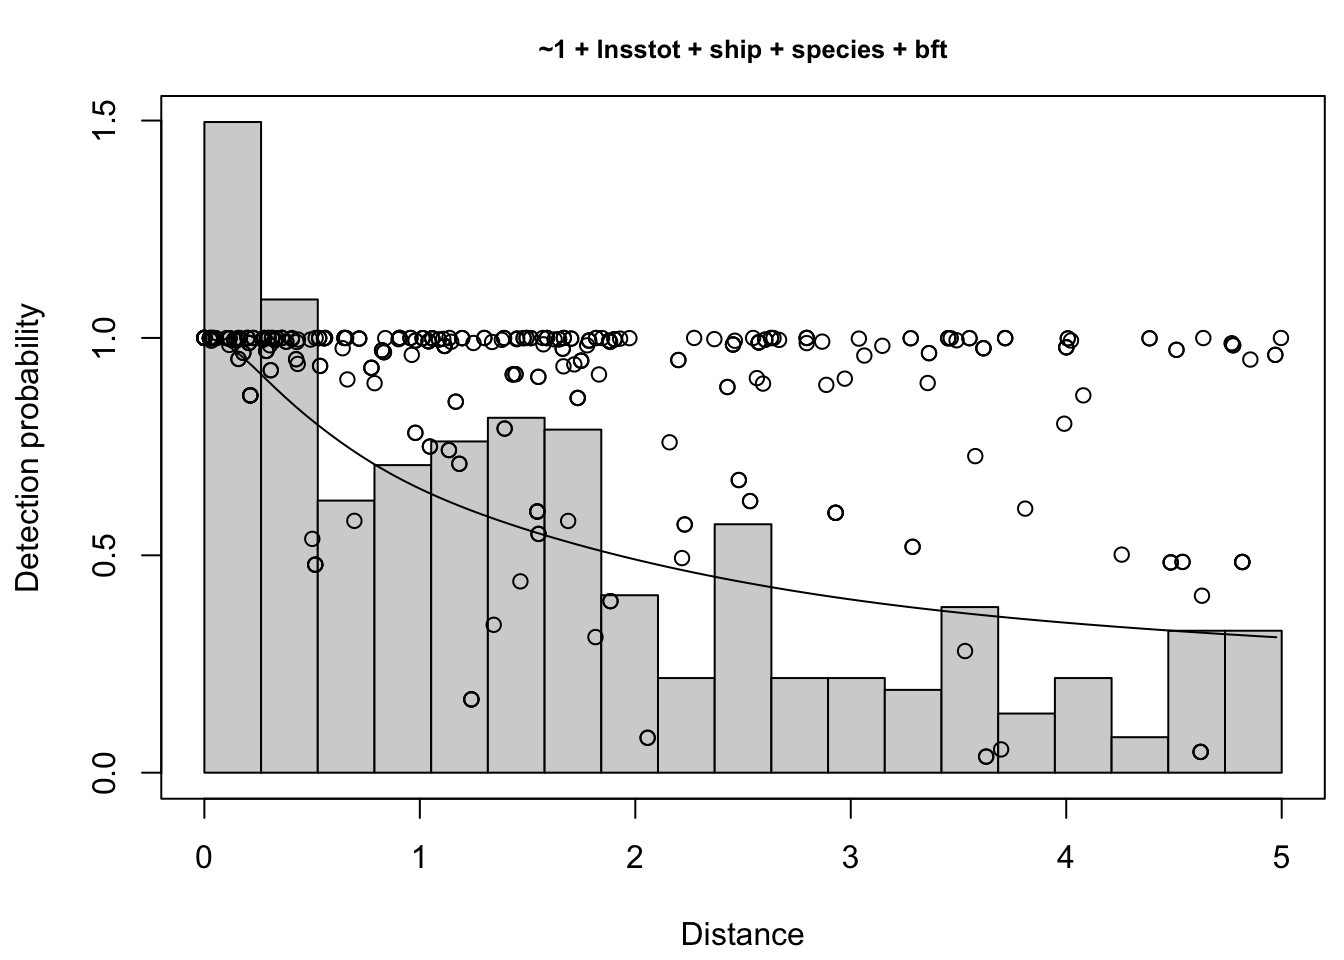 ~1 + lnsstot + ship + species + bft
1.5
1.0
0.5
0.0
Detection probability
0 1 2 3 4 5
Distance